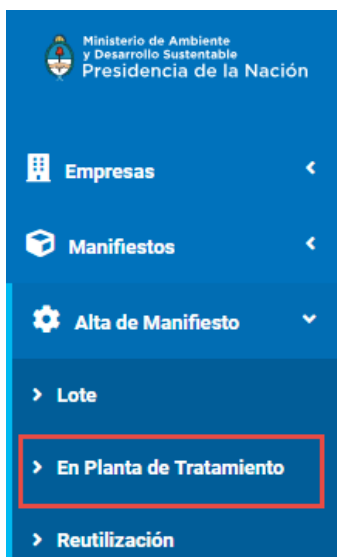 Ministerio de Ambiente
y Desarrollo Sustentable
Presidencia de la Nación
Empresas
Manifiestos
Alta de Manifiesto
Lote
En Planta de Tratamiento
Reutilización